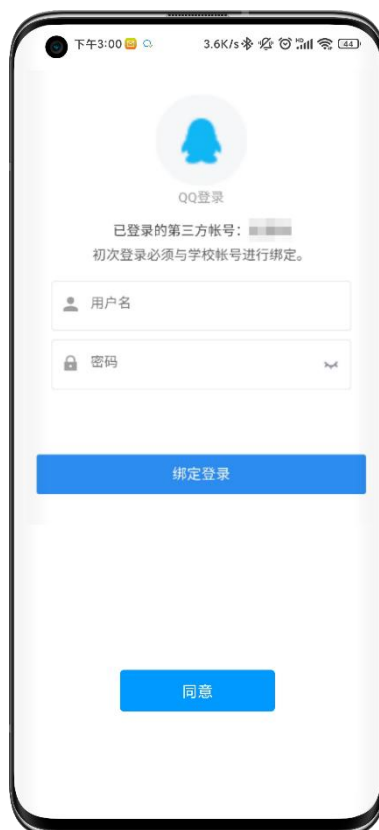 下午3:00 3.6K/s 44
QQ登录
已登录的第三方帐号：
初次登录必须与学校帐号进行绑定。
用户名
密码
绑定登录
同意